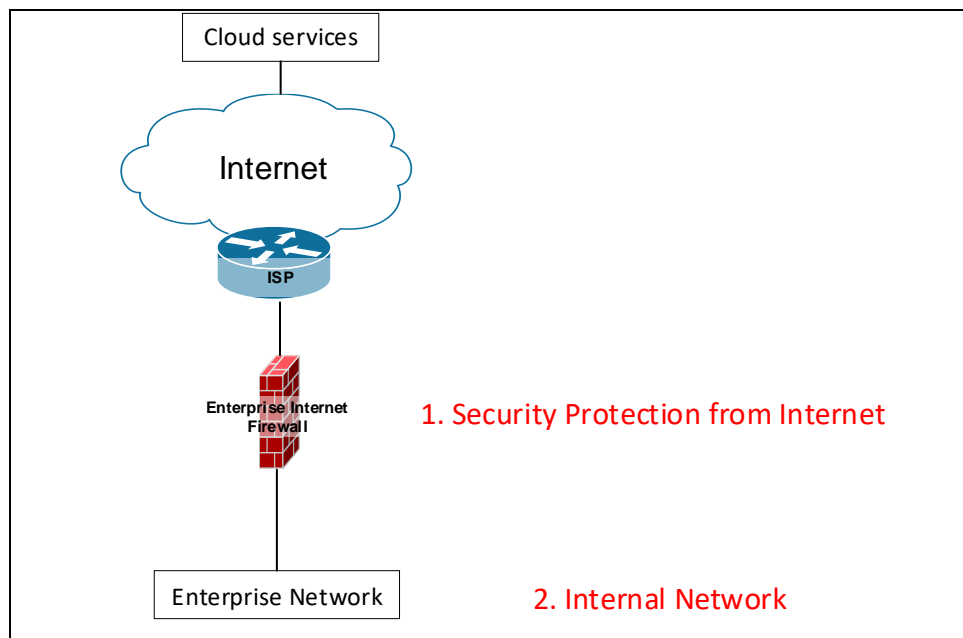 Cloud services
Internet
ISP
Enterprise Internet
Firewall
1. Security Protection from Internet
Enterprise Network
2. Internal Network